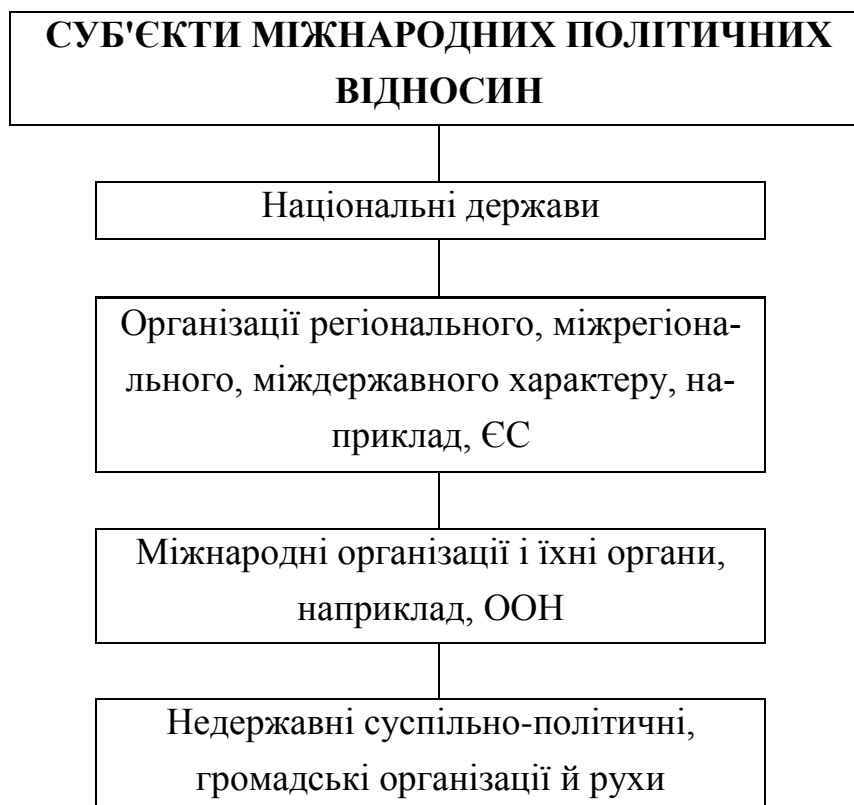 СУБ'ЄКТИ МІЖНАРОДНИХ ПОЛІТИЧНИХ
ВІДНОСИН
Національні держави
Організації регіонального, міжрегіона-
льного, міждержавного характеру, на-
приклад, ЄС
Міжнародні організації і їхні органи,
наприклад, ООН
Недержавні суспільно-політичні,
громадські організації й рухи